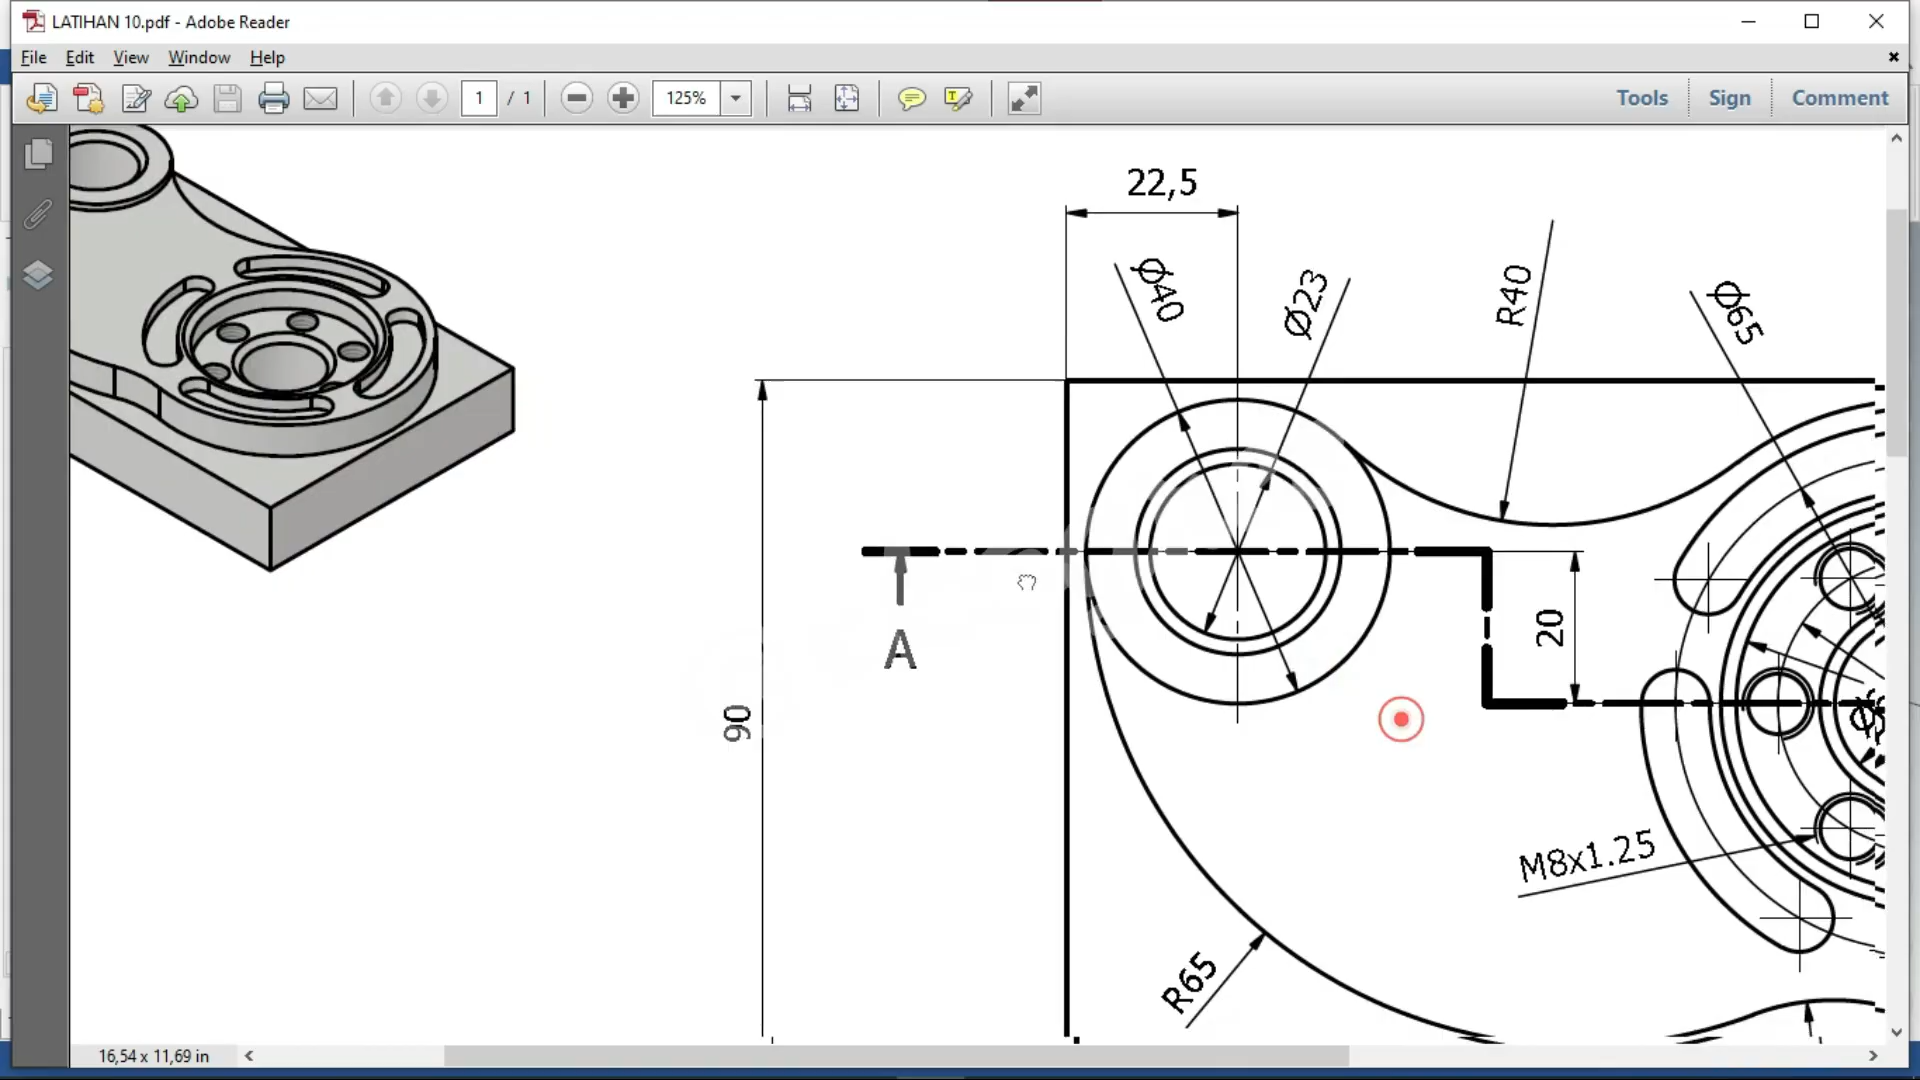 LATIHAN 10.pdf - Adobe Reader
File Edit View Window Help
1 / 1 125% Tools Sign Comment
22,5
Ø40
Ø23
R40
Ø65
20
A
90
M8x1.25
R65
16,54 x 11,69 in